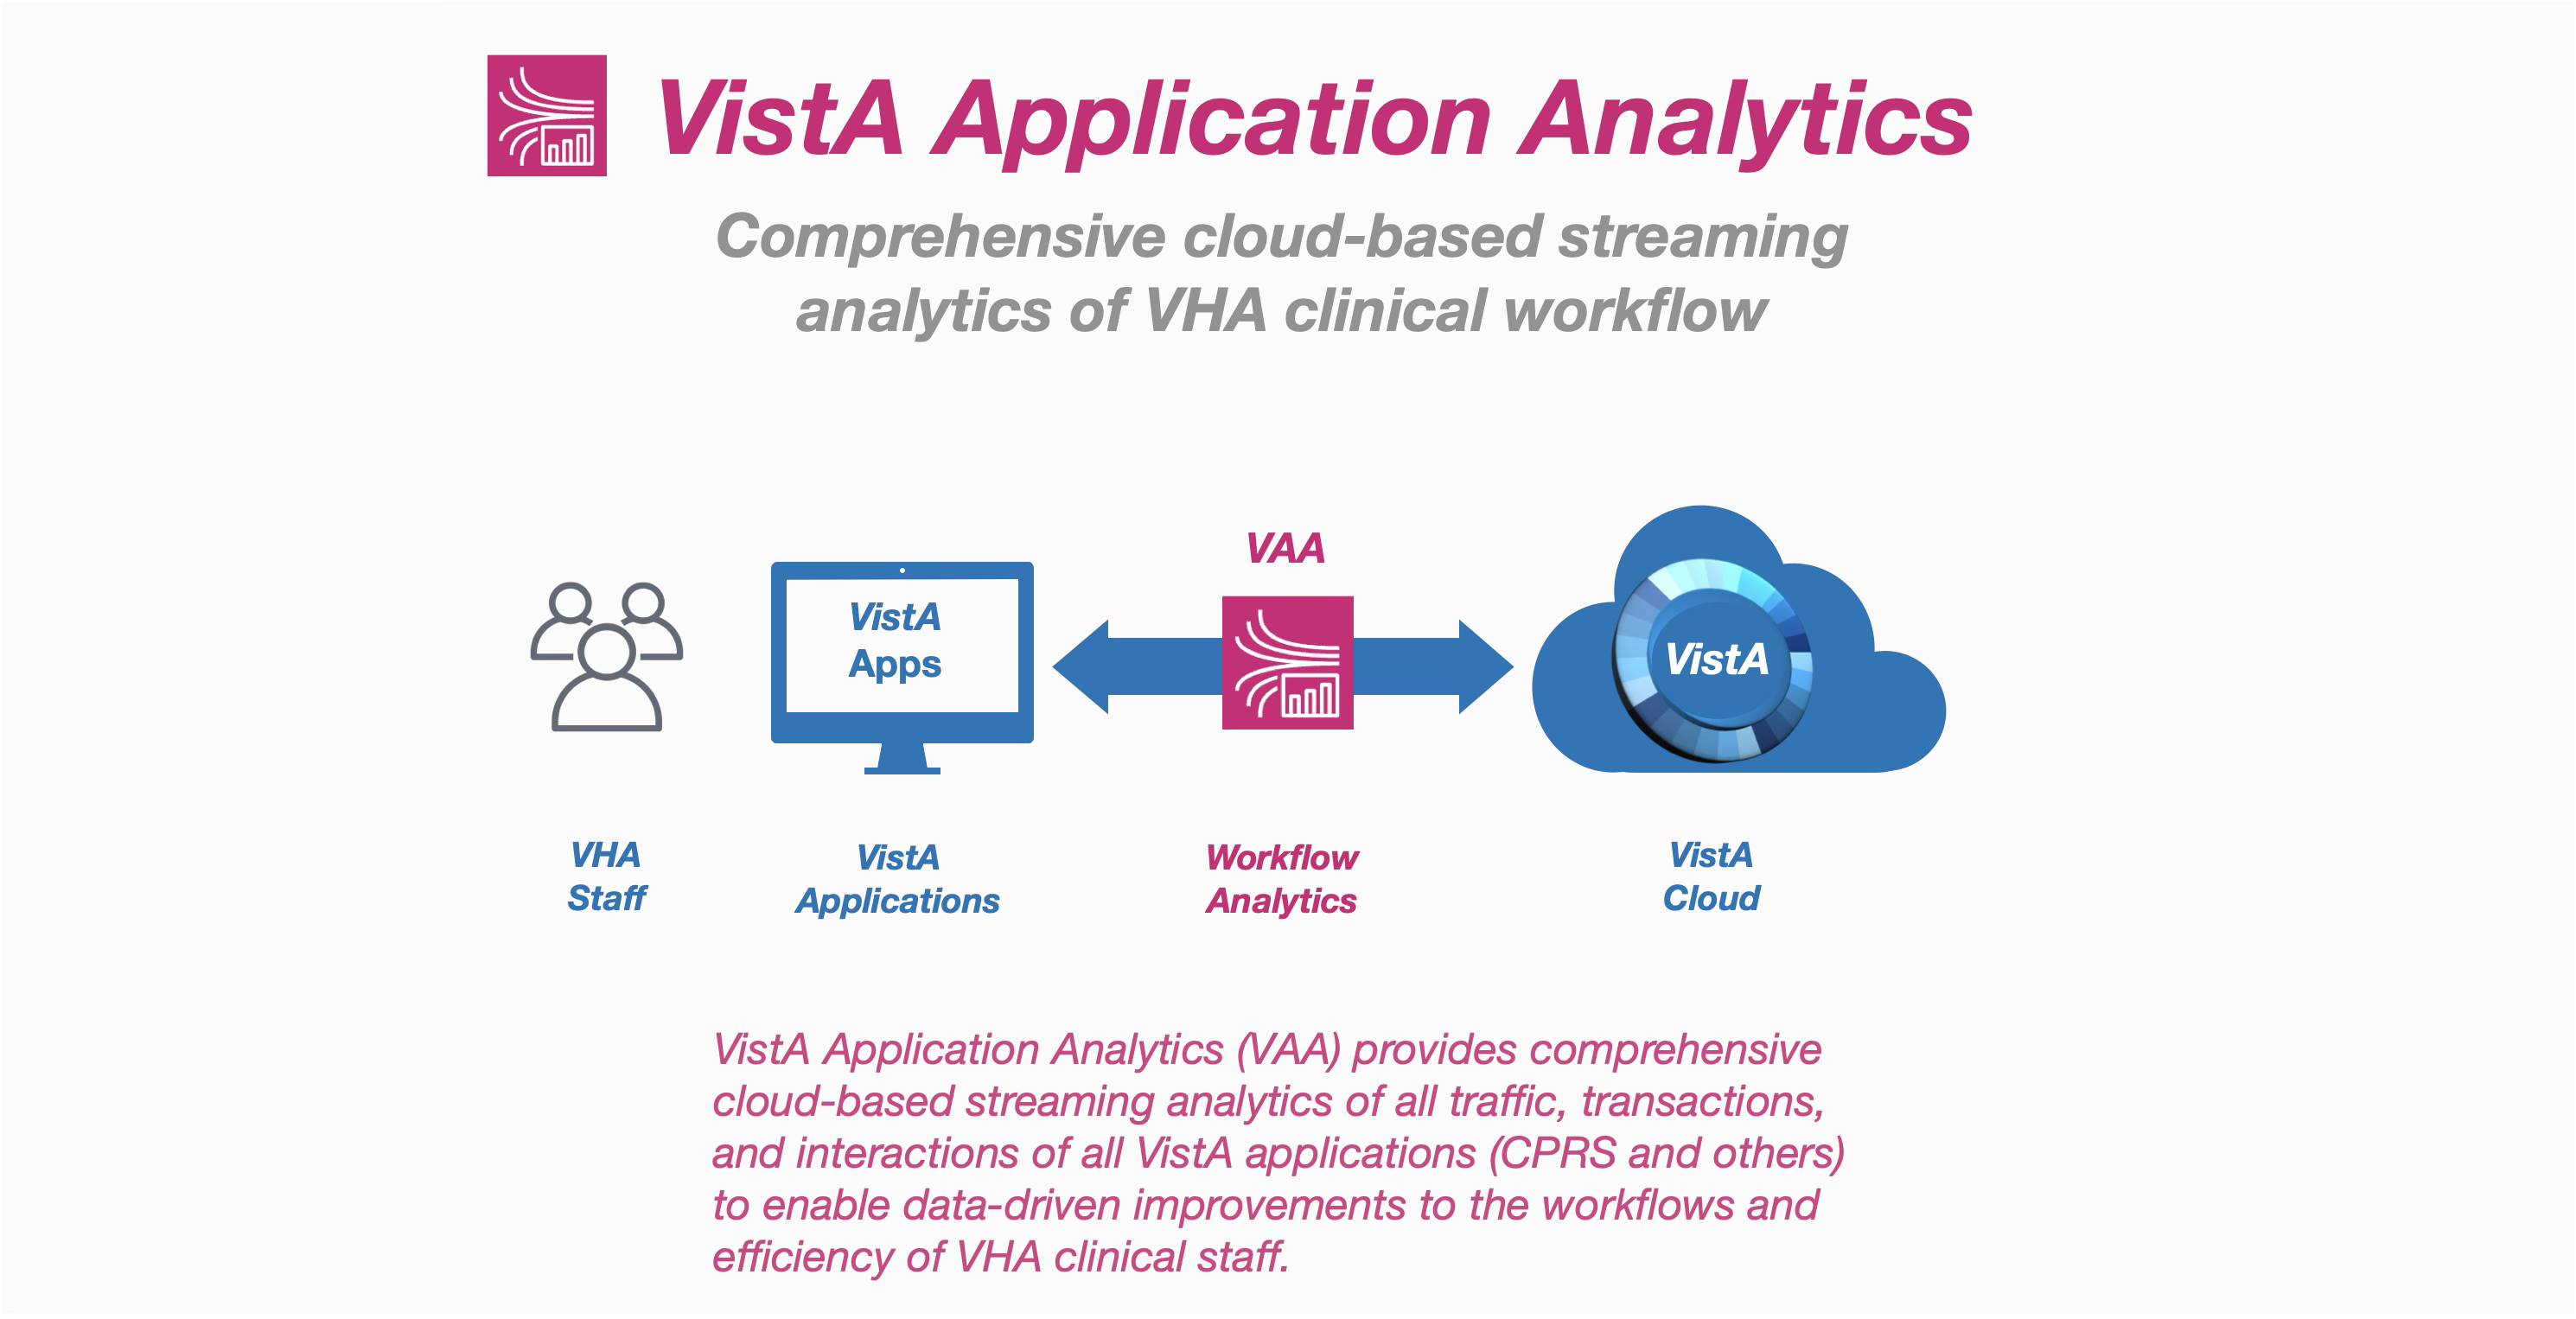 VistA Application Analytics
Comprehensive cloud-based streaming
analytics of VHA clinical workflow
VAA
VistA
Apps
VistA
VHA
Staff
VistA
Applications
Workflow
Analytics
VistA
Cloud
VistA Application Analytics (VAA) provides comprehensive
cloud-based streaming analytics of all traffic, transactions,
and interactions of all VistA applications (CPRS and others)
to enable data-driven improvements to the workflows and
efficiency of VHA clinical staff.